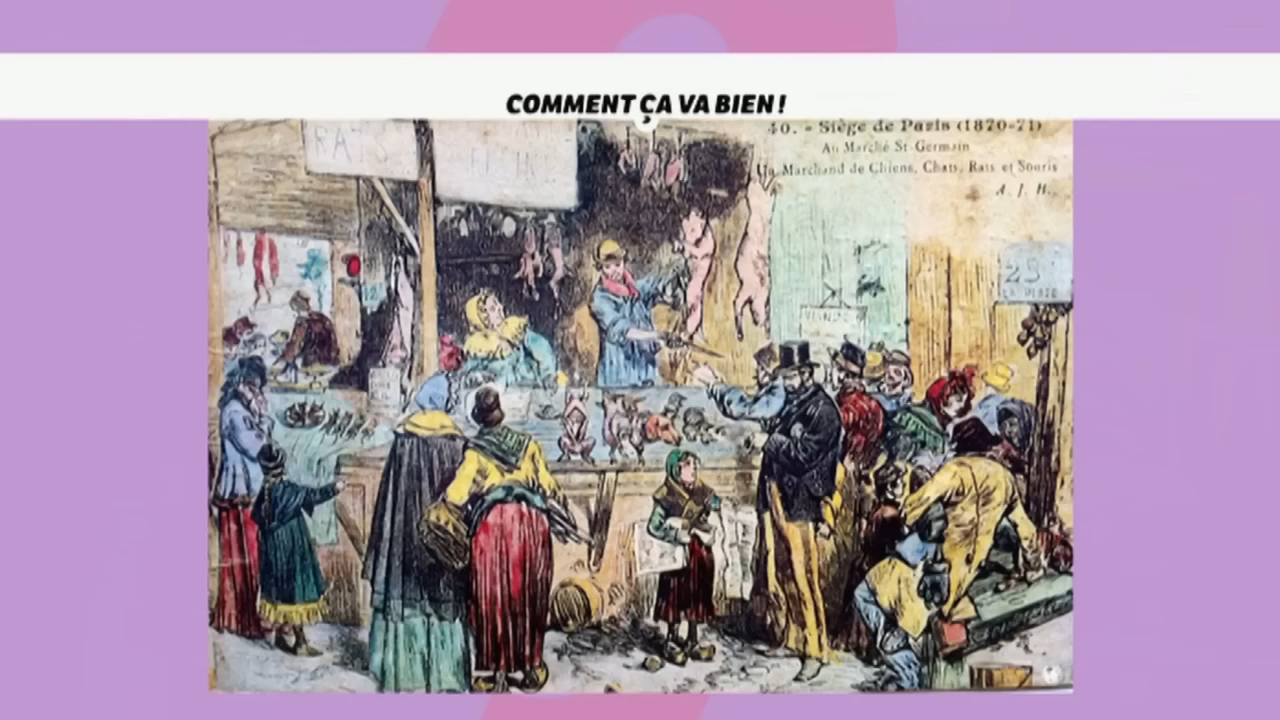 COMMENT ÇA VA BIEN !
40. - Siège de Paris (1870-71)
Au Marché St Germain
Un Marchand de Chiens, Chats, Rats et Souris
A. J. H.
RATS
25